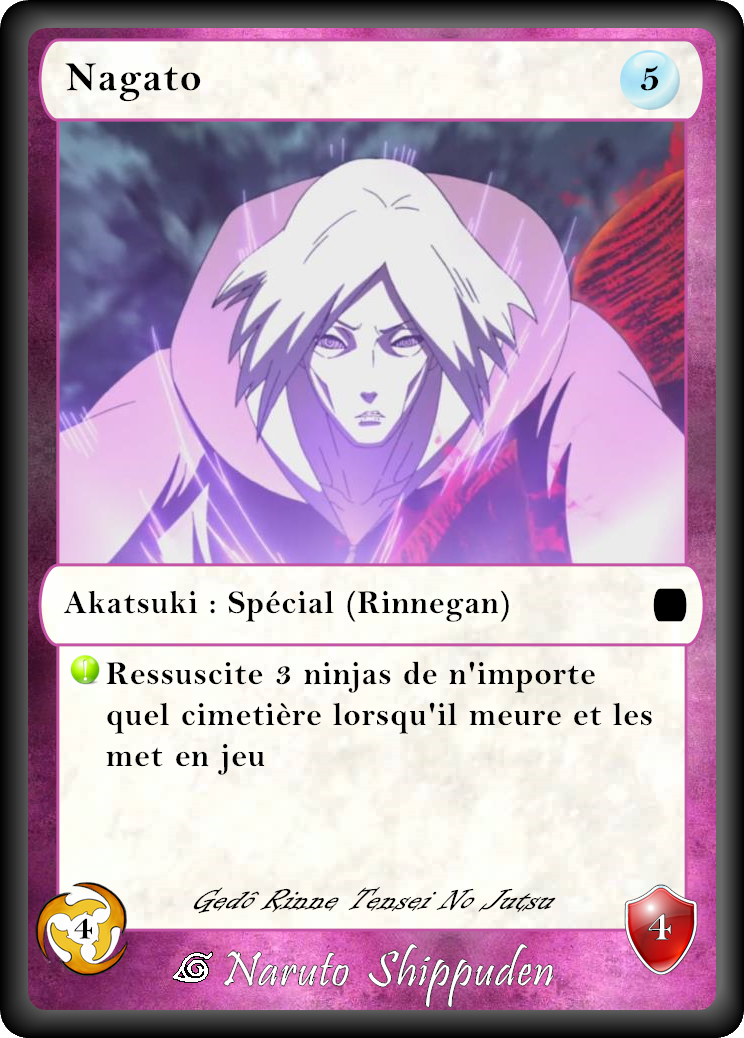 Nagato
5
Akatsuki : Spécial (Rinnegan)
! Ressuscite 3 ninjas de n'importe
quel cimetière lorsqu'il meure et les
met en jeu
Gedô Rinne Tensei No Jutsu
4
4
Naruto Shippuden